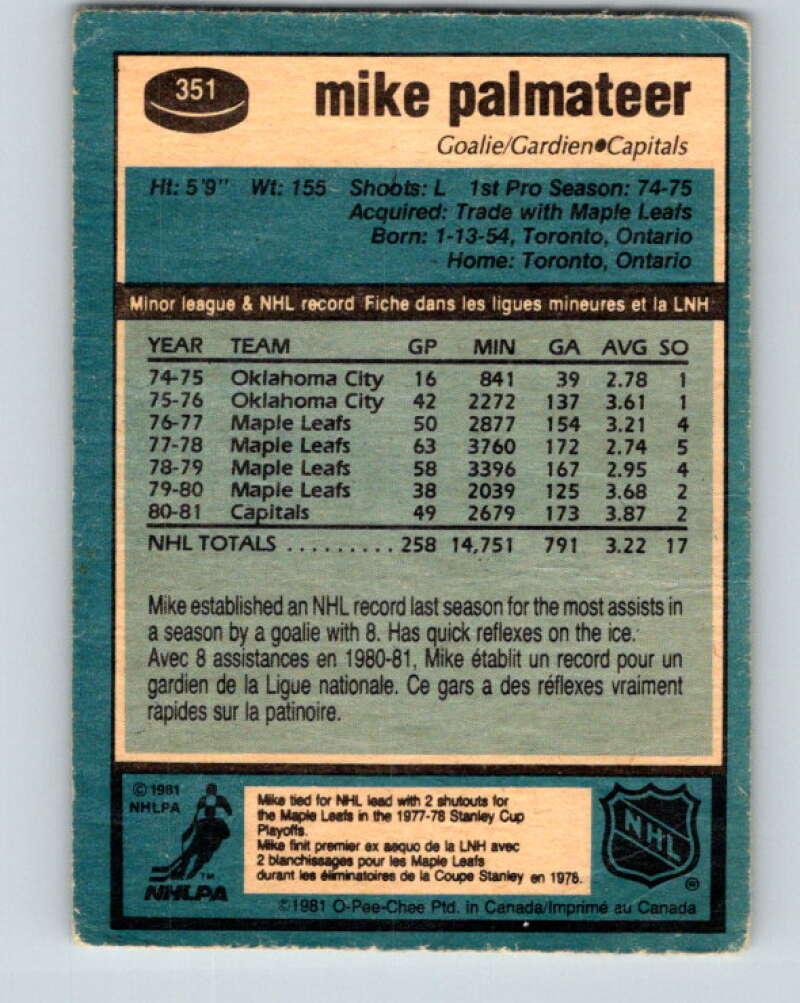 351
mike palmateer
Goalie/Gardien●Capitals
Ht: 5'9" Wt: 155 Shoots: L 1st Pro Season: 74-75
Acquired: Trade with Maple Leafs
Born: 1-13-54, Toronto, Ontario
Home: Toronto, Ontario
Minor league & NHL record Fiche dans les ligues mineures et la LNH
YEAR TEAM GP MIN GA AVG SO
74-75 Oklahoma City 16 841 39 2.78 1
75-76 Oklahoma City 42 2272 137 3.61 1
76-77 Maple Leafs 50 2877 154 3.21 4
77-78 Maple Leafs 63 3760 172 2.74 5
78-79 Maple Leafs 58 3396 167 2.95 4
79-80 Maple Leafs 38 2039 125 3.68 2
80-81 Capitals 49 2679 173 3.87 2
NHL TOTALS .......... 258 14,751 791 3.22 17
Mike established an NHL record last season for the most assists in
a season by a goalie with 8. Has quick reflexes on the ice.
Avec 8 assistances en 1980-81, Mike établit un record pour un
gardien de la Ligue nationale. Ce gars a des réflexes vraiment
rapides sur la patinoire.
© 1981
NHLPA
TM
NHLPA
Mike tied for NHL lead with 2 shutouts for
the Maple Leafs in the 1977-78 Stanley Cup
Playoffs.
Mike finit premier ex aequo de la LNH avec
2 blanchissages pour les Maple Leafs
durant les éliminatoires de la Coupe Stanley en 1978.
NHL
®
©1981 O-Pee-Chee Ptd. in Canada/Imprimé au Canada